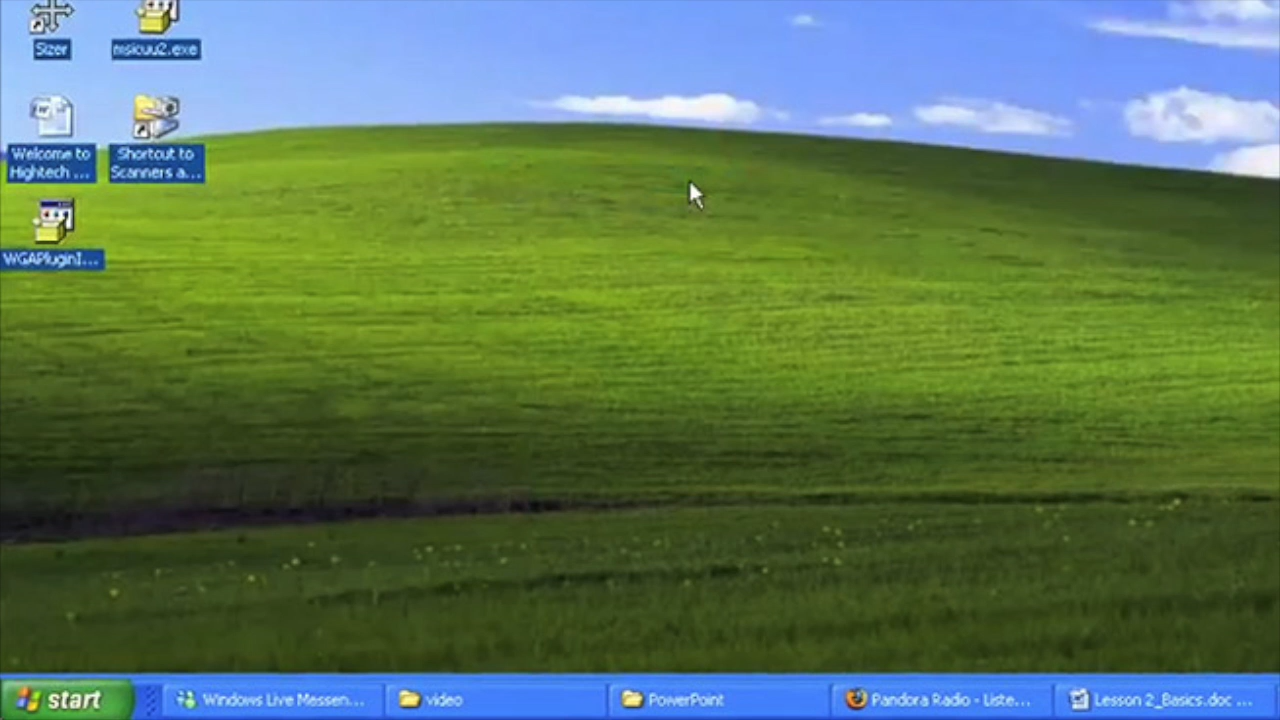 Sizer
msicuu2.exe
Welcome to
Hightech ...
Shortcut to
Scanners a...
WGAPluginI...
start
Windows Live Messen...
video
PowerPoint
Pandora Radio - Liste...
Lesson 2_Basics.doc ...